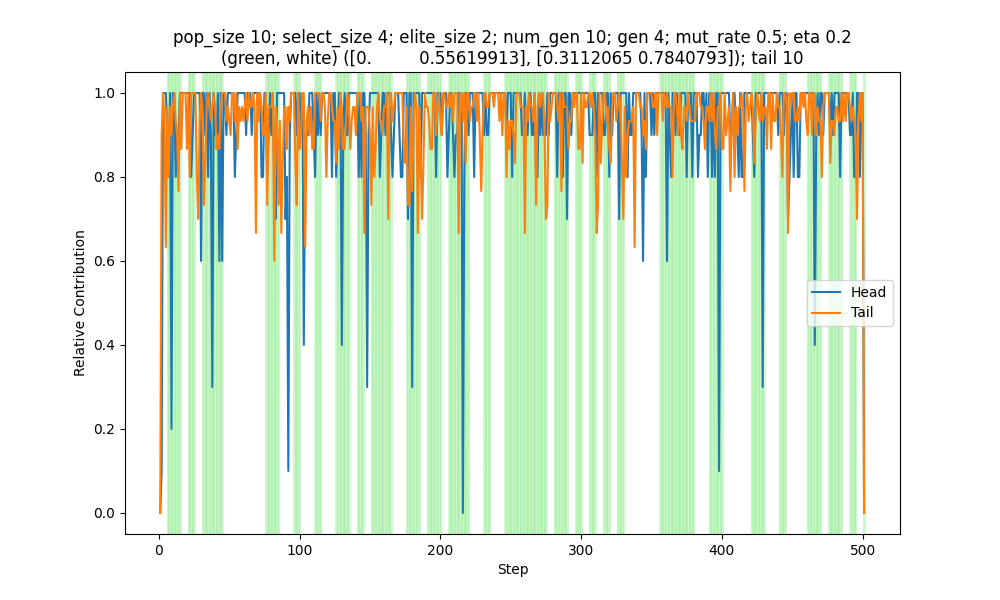 pop_size 10; select_size 4; elite_size 2; num_gen 10; gen 4; mut_rate 0.5; eta 0.2
(green, white) ([0. 0.55619913], [0.3112065 0.7840793]); tail 10
1.0
0.8
0.6
0.4
0.2
0.0
Relative Contribution
Head
Tail
0
100
200
300
400
500
Step